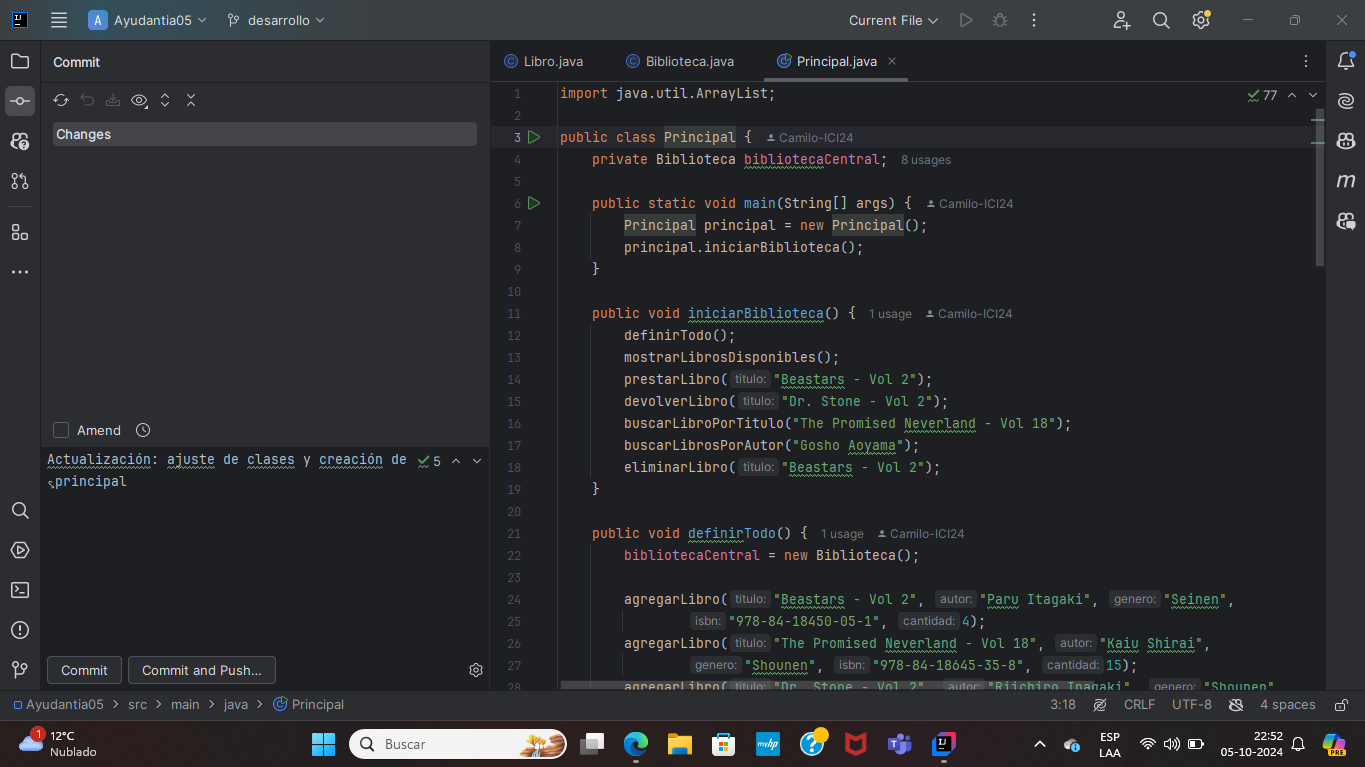 A Ayudantia05 desarrollo Current File
Commit
Libro.java Biblioteca.java Principal.java
Changes
77
1 import java.util.ArrayList;
2
3 public class Principal { Camilo-ICI24
4 private Biblioteca bibliotecaCentral; 8 usages
5
6 public static void main(String[] args) { Camilo-ICI24
7 Principal principal = new Principal();
8 principal.iniciarBiblioteca();
9 }
10
11 public void iniciarBiblioteca() { 1 usage Camilo-ICI24
12 definirTodo();
13 mostrarLibrosDisponibles();
14 prestarLibro( titulo: "Beastars - Vol 2");
15 devolverLibro( titulo: "Dr. Stone - Vol 2");
16 buscarLibroPorTitulo("The Promised Neverland - Vol 18");
17 buscarLibrosPorAutor("Gosho Aoyama");
18 eliminarLibro( titulo: "Beastars - Vol 2");
19 }
20
21 public void definirTodo() { 1 usage Camilo-ICI24
22 bibliotecaCentral = new Biblioteca();
23
24 agregarLibro( titulo: "Beastars - Vol 2", autor: "Paru Itagaki", genero: "Seinen",
25 isbn: "978-84-18450-05-1", cantidad: 4);
26 agregarLibro( titulo: "The Promised Neverland - Vol 18", autor: "Kaiu Shirai",
27 genero: "Shounen", isbn: "978-84-18645-35-8", cantidad: 15);
28 agregarLibro( titulo: "Dr. Stone - Vol 2", autor: "Riichiro Inagaki", genero: "Shounen"
Amend
Actualización: ajuste de clases y creación de 5
principal
Commit Commit and Push...
Ayudantia05 > src > main > java > Principal
3:18 CRLF UTF-8 4 spaces
1
12°C
Nublado
Buscar
myhp
PRE
ESP
LAA
22:52
05-10-2024